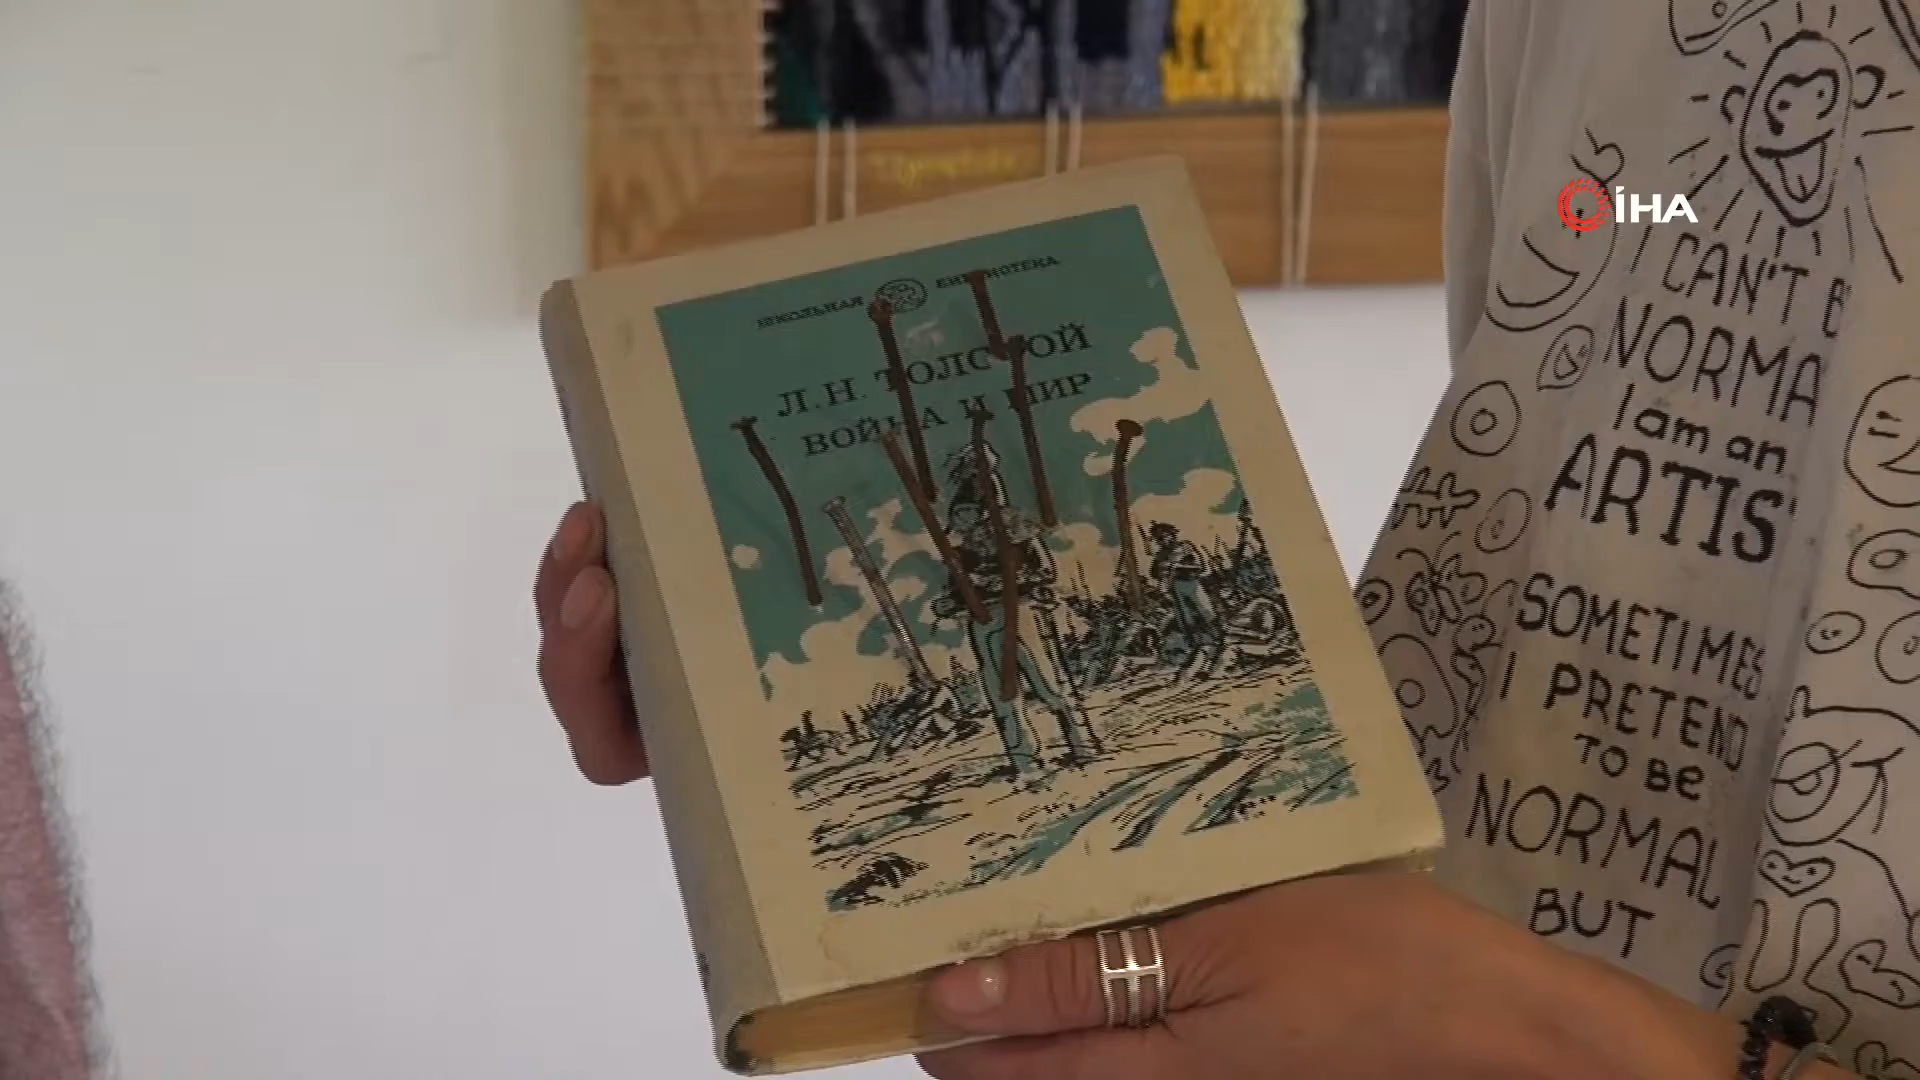 ШКОЛЬНАЯ БИБЛИОТЕКА
Л.Н. ТОЛСТОЙ
ВОЙНА И МИР
İHA
I CAN'T B
NORMA
I am an
ARTIS
SOMETIMES
I PRETEND
TO BE
NORMAL
BUT